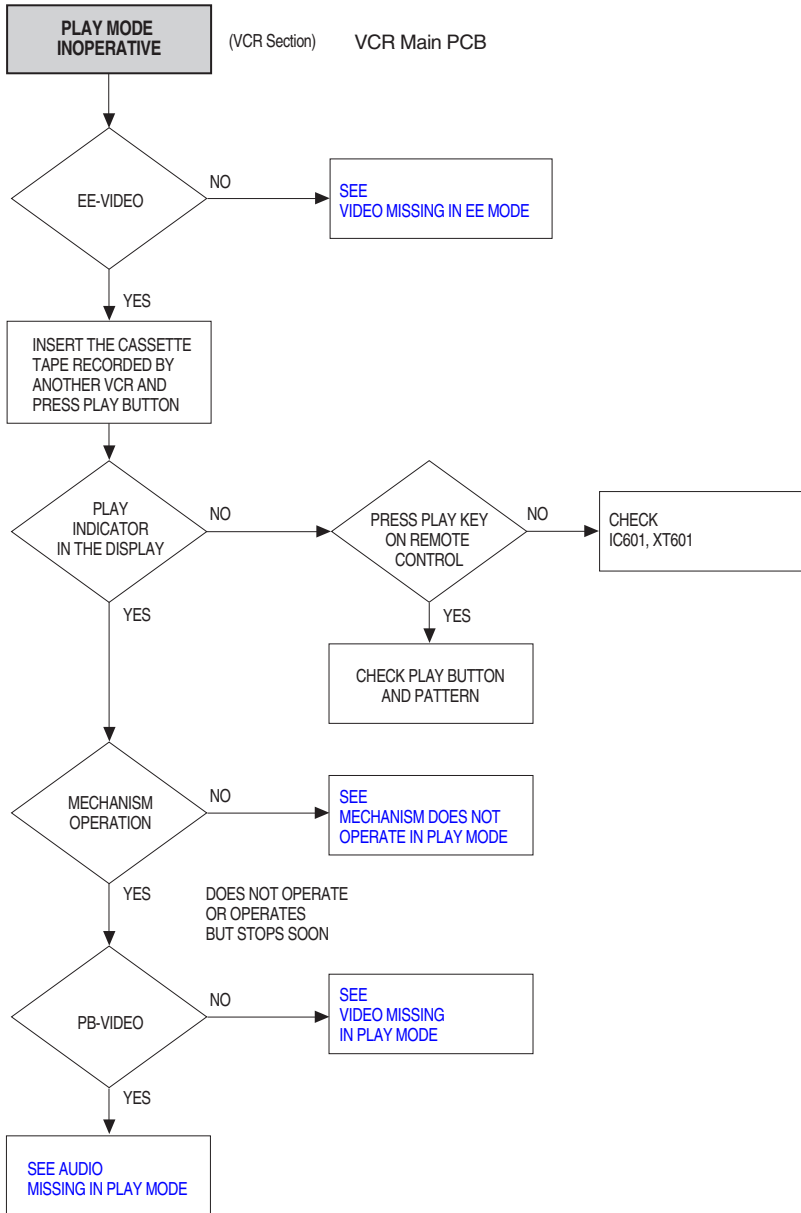 PLAY MODE
INOPERATIVE
(VCR Section)
VCR Main PCB
EE-VIDEO
NO
SEE
VIDEO MISSING IN EE MODE
YES
INSERT THE CASSETTE
TAPE RECORDED BY
ANOTHER VCR AND
PRESS PLAY BUTTON
PLAY
INDICATOR
IN THE DISPLAY
NO
PRESS PLAY KEY
ON REMOTE
CONTROL
NO
CHECK
IC601, XT601
YES
YES
CHECK PLAY BUTTON
AND PATTERN
MECHANISM
OPERATION
NO
SEE
MECHANISM DOES NOT
OPERATE IN PLAY MODE
YES
DOES NOT OPERATE
OR OPERATES
BUT STOPS SOON
PB-VIDEO
NO
SEE
VIDEO MISSING
IN PLAY MODE
YES
SEE AUDIO
MISSING IN PLAY MODE